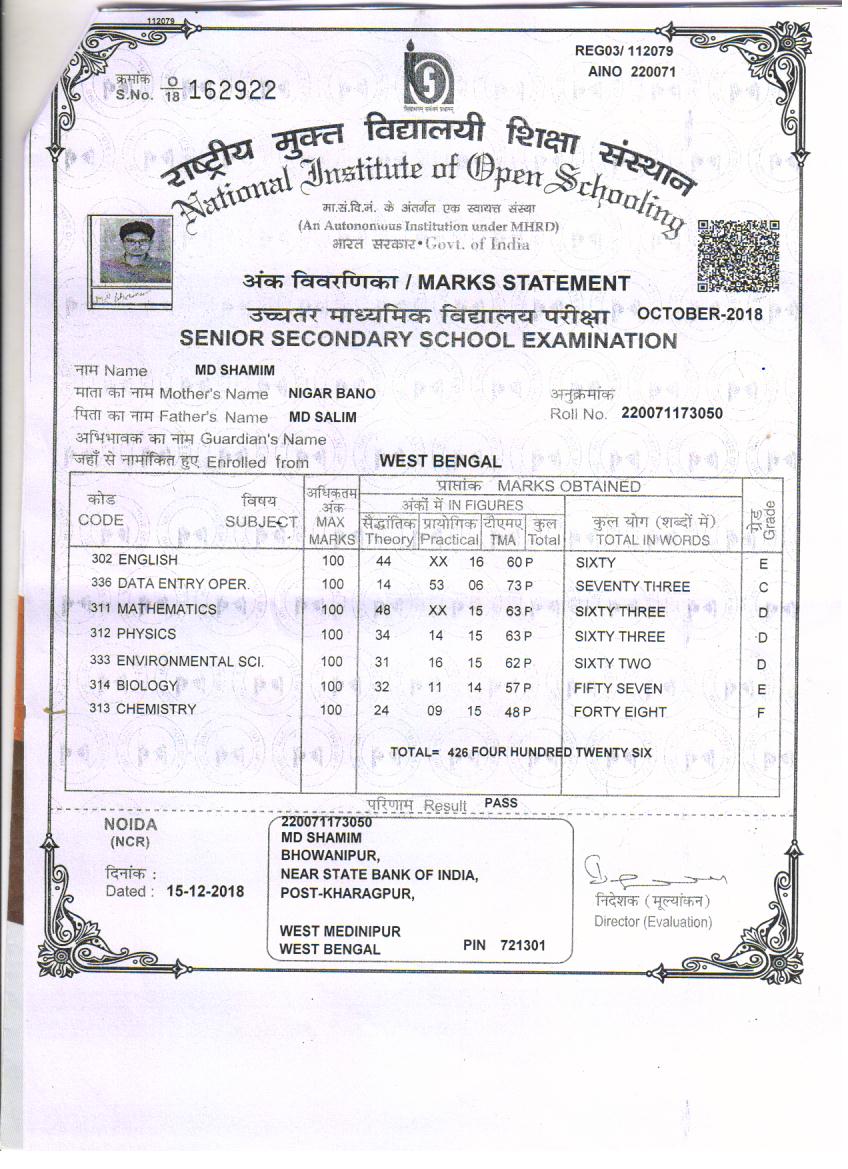 112079
REG03/ 112079
AINO 220071
क्रमांक
S.No. O/18 162922
राष्ट्रीय मुक्त विद्यालयी शिक्षा संस्थान
National Institute of Open Schooling
मा.सं.वि.मं. के अंतर्गत एक स्वायत्त संस्था
(An Autonomous Institution under MHRD)
भारत सरकार • Govt. of India
अंक विवरणिका / MARKS STATEMENT
उच्चतर माध्यमिक विद्यालय परीक्षा OCTOBER-2018
SENIOR SECONDARY SCHOOL EXAMINATION
नाम Name MD SHAMIM
माता का नाम Mother's Name NIGAR BANO अनुक्रमांक
पिता का नाम Father's Name MD SALIM Roll No. 220071173050
अभिभावक का नाम Guardian's Name
जहाँ से नामांकित हुए Enrolled from WEST BENGAL
कोड CODE विषय SUBJECT अधिकतम अंक MAX MARKS प्राप्तांक MARKS OBTAINED ग्रेड Grade
अंकों में IN FIGURES कुल योग (शब्दों में) TOTAL IN WORDS
सैद्धांतिक Theory प्रायोगिक Practical टीएमए TMA कुल Total
302 ENGLISH 100 44 XX 16 60 P SIXTY E
336 DATA ENTRY OPER. 100 14 53 06 73 P SEVENTY THREE C
311 MATHEMATICS 100 48 XX 15 63 P SIXTY THREE D
312 PHYSICS 100 34 14 15 63 P SIXTY THREE D
333 ENVIRONMENTAL SCI. 100 31 16 15 62 P SIXTY TWO D
314 BIOLOGY 100 32 11 14 57 P FIFTY SEVEN E
313 CHEMISTRY 100 24 09 15 48 P FORTY EIGHT F
TOTAL= 426 FOUR HUNDRED TWENTY SIX
परिणाम Result PASS
NOIDA
(NCR)
दिनांक :
Dated : 15-12-2018
220071173050
MD SHAMIM
BHOWANIPUR,
NEAR STATE BANK OF INDIA,
POST-KHARAGPUR,
WEST MEDINIPUR
WEST BENGAL PIN 721301
निदेशक (मूल्यांकन)
Director (Evaluation)